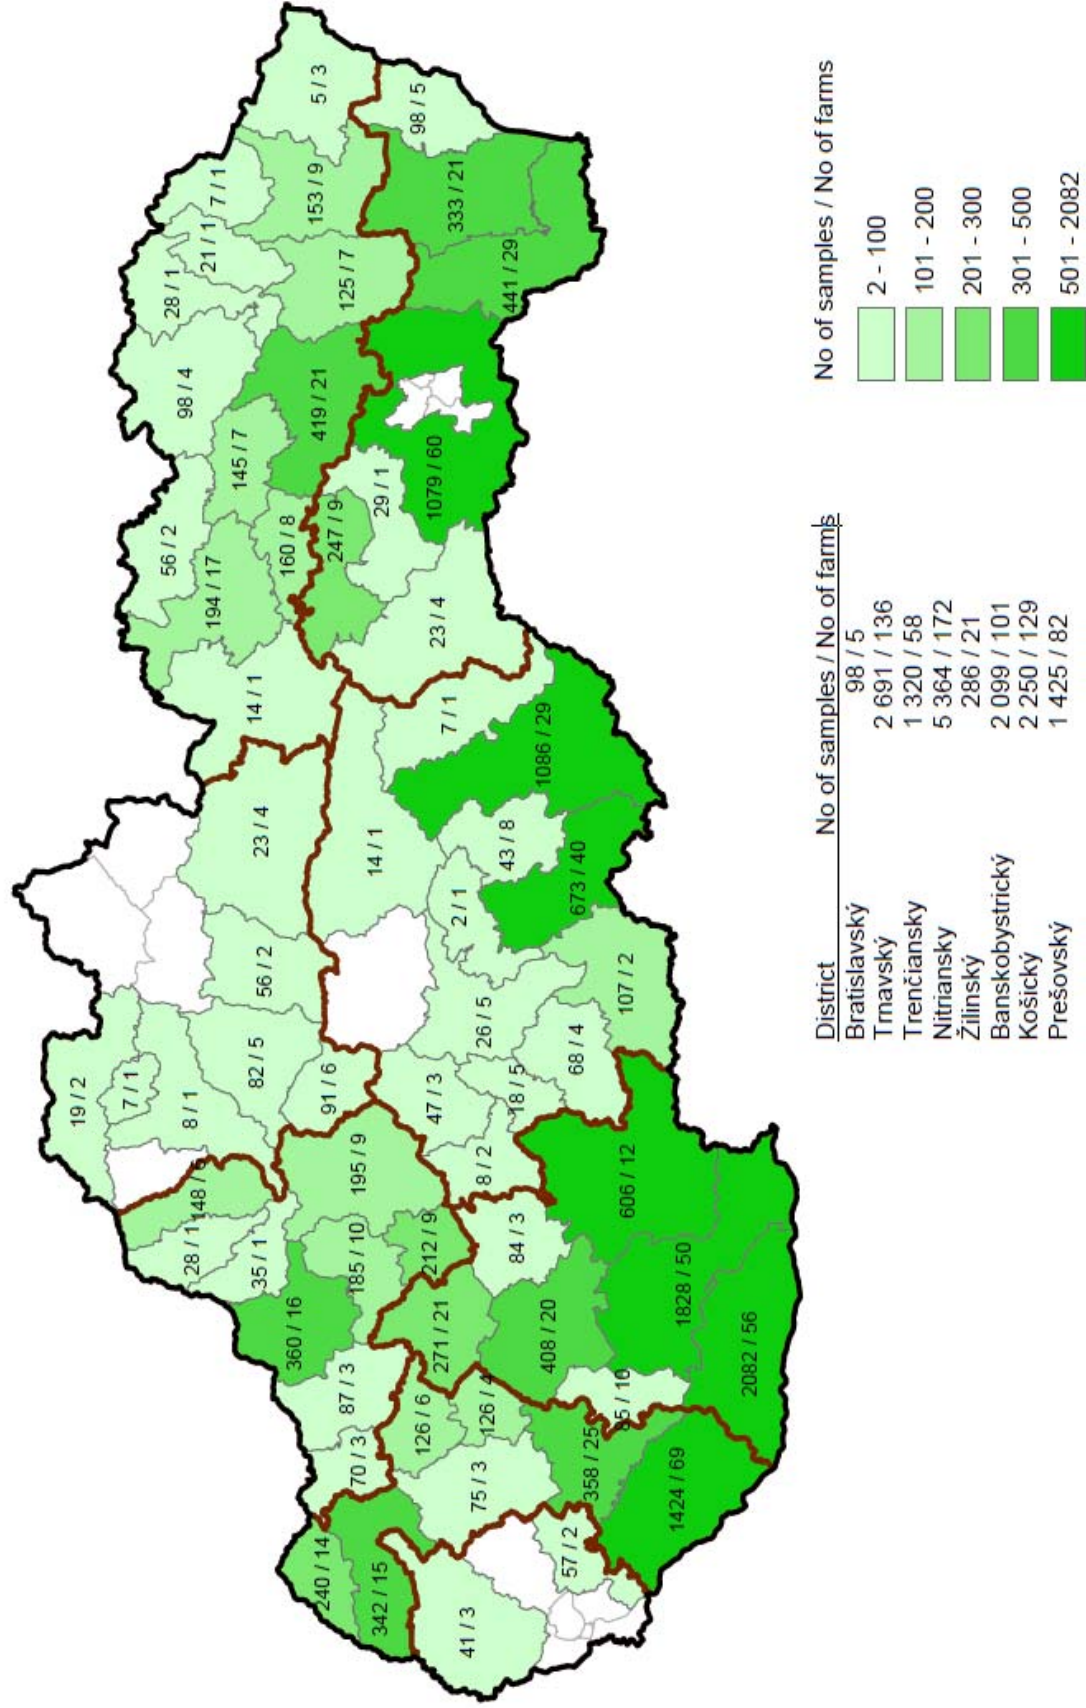 5 / 3
98 / 5
7 / 1
153 / 9
21 / 1
333 / 21
28 / 1
125 / 7
441 / 29
98 / 4
419 / 21
145 / 7
29 / 1
1079 / 60
56 / 2
160 / 8
247 / 9
194 / 17
23 / 4
14 / 1
7 / 1
1086 / 29
23 / 4
14 / 1
43 / 8
2 / 1
673 / 40
56 / 2
107 / 2
26 / 5
82 / 5
68 / 4
19 / 2
7 / 1
8 / 1
91 / 6
47 / 3
18 / 5
8 / 2
148 / 6
195 / 9
606 / 12
28 / 1
35 / 1
185 / 10
212 / 9
84 / 3
1828 / 50
360 / 16
271 / 21
408 / 20
2082 / 56
87 / 3
126 / 6
126 / 4
85 / 10
70 / 3
75 / 3
358 / 25
1424 / 69
240 / 14
342 / 15
57 / 2
41 / 3
District No of samples / No of farms
Bratislavský 98 / 5
Trnavský 2 691 / 136
Trenčiansky 1 320 / 58
Nitriansky 5 364 / 172
Žilinský 286 / 21
Banskobystrický 2 099 / 101
Košický 2 250 / 129
Prešovský 1 425 / 82
No of samples / No of farms
2 - 100
101 - 200
201 - 300
301 - 500
501 - 2082